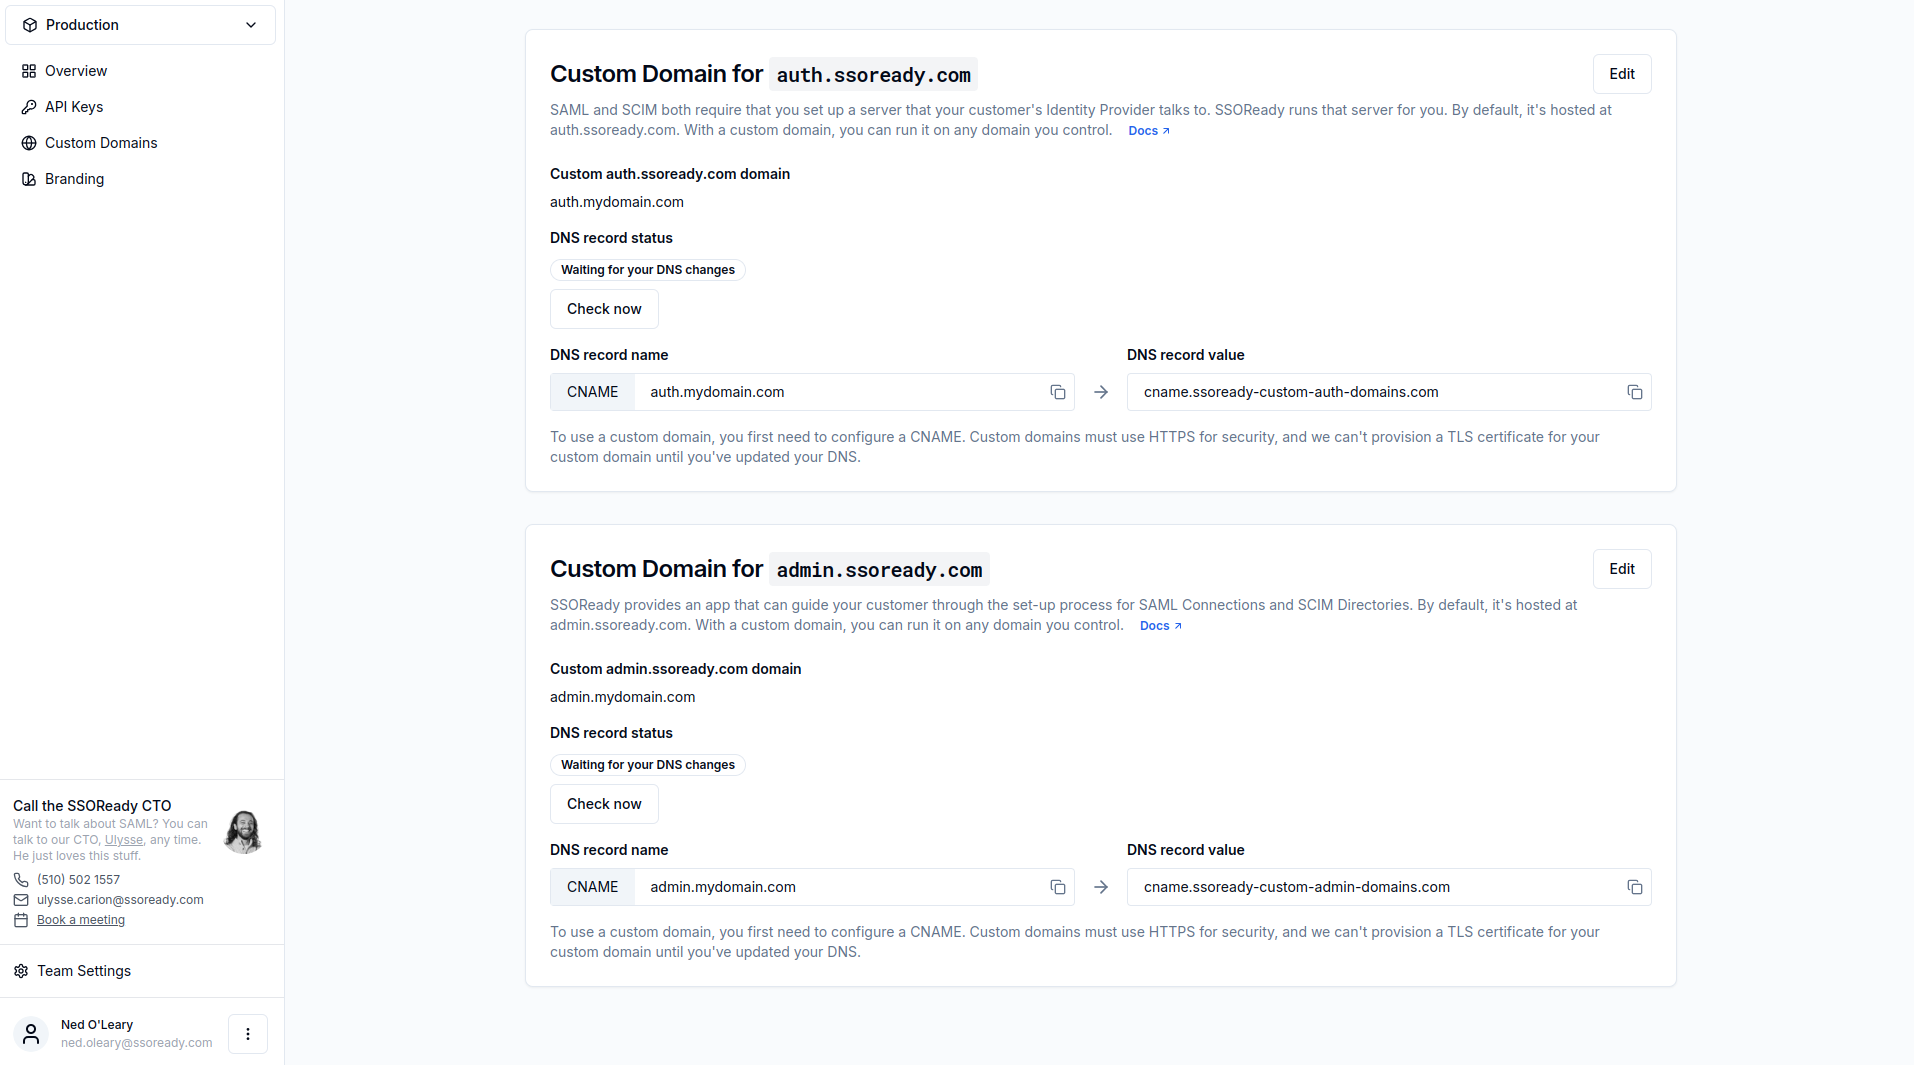 Production
Overview
API Keys
Custom Domains
Branding
Call the SSOReady CTO
Want to talk about SAML? You can
talk to our CTO, Ulysse, any time.
He just loves this stuff.
(510) 502 1557
ulysse.carion@ssoready.com
Book a meeting
Team Settings
Ned O'Leary
ned.oleary@ssoready.com
Custom Domain for auth.ssoready.com
Edit
SAML and SCIM both require that you set up a server that your customer's Identity Provider talks to. SSOReady runs that server for you. By default, it's hosted at
auth.ssoready.com. With a custom domain, you can run it on any domain you control. Docs
Custom auth.ssoready.com domain
auth.mydomain.com
DNS record status
Waiting for your DNS changes
Check now
DNS record name
DNS record value
CNAME auth.mydomain.com
cname.ssoready-custom-auth-domains.com
To use a custom domain, you first need to configure a CNAME. Custom domains must use HTTPS for security, and we can't provision a TLS certificate for your
custom domain until you've updated your DNS.
Custom Domain for admin.ssoready.com
Edit
SSOReady provides an app that can guide your customer through the set-up process for SAML Connections and SCIM Directories. By default, it's hosted at
admin.ssoready.com. With a custom domain, you can run it on any domain you control. Docs
Custom admin.ssoready.com domain
admin.mydomain.com
DNS record status
Waiting for your DNS changes
Check now
DNS record name
DNS record value
CNAME admin.mydomain.com
cname.ssoready-custom-admin-domains.com
To use a custom domain, you first need to configure a CNAME. Custom domains must use HTTPS for security, and we can't provision a TLS certificate for your
custom domain until you've updated your DNS.